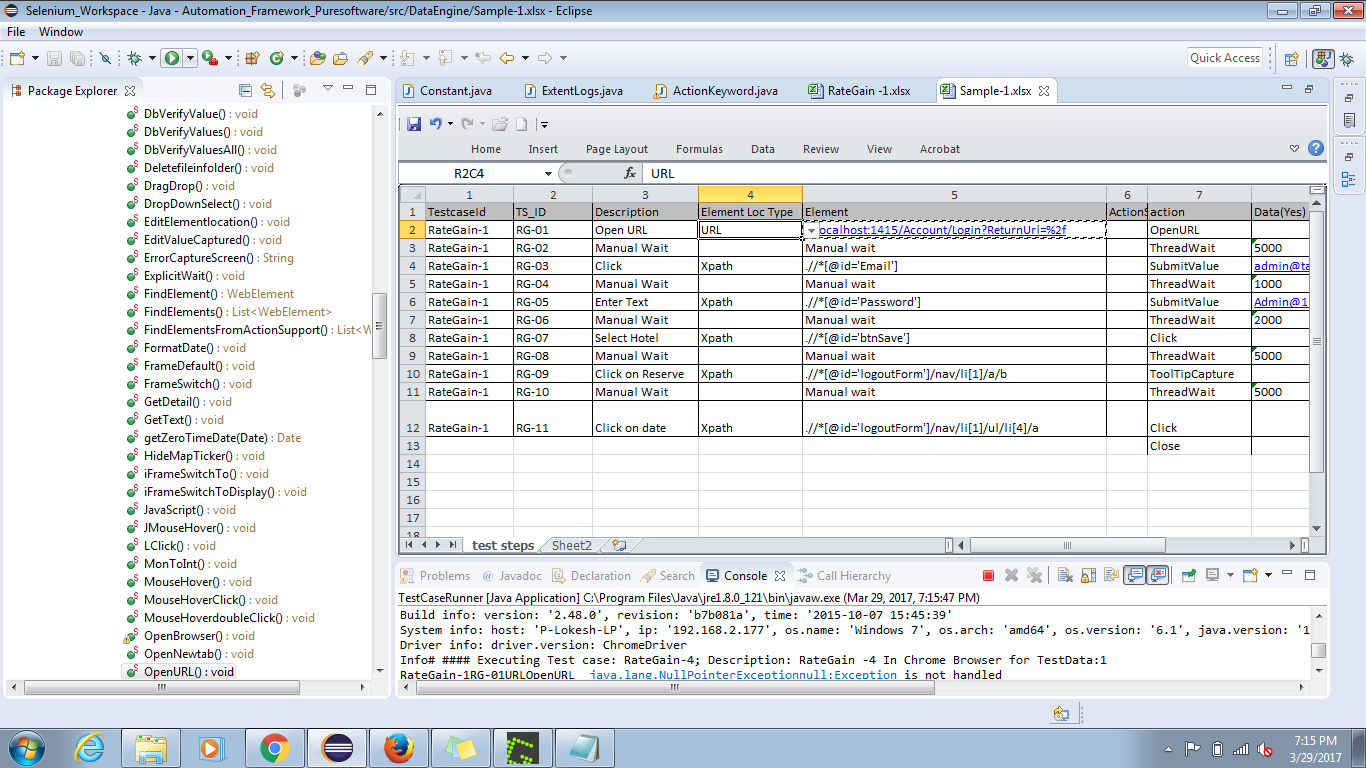 Selenium_Workspace - Java - Automation_Framework_Puresoftware/src/DataEngine/Sample-1.xlsx - Eclipse
File Window
Quick Access
Package Explorer
DbVerifyValue() : void
DbVerifyValues() : void
DbVerifyValuesAll() : void
Deletefileinfolder() : void
DragDrop() : void
DropDownSelect() : void
EditElementlocation() : void
EditValueCaptured() : void
ErrorCaptureScreen() : String
ExplicitWait() : void
FindElement() : WebElement
FindElements() : List<WebElement>
FindElementsFromActionSupport() : List<W
FormatDate() : void
FrameDefault() : void
FrameSwitch() : void
GetDetail() : void
GetText() : void
getZeroTimeDate(Date) : Date
HideMapTicker() : void
iFrameSwitchTo() : void
iFrameSwitchToDisplay() : void
JavaScript() : void
JMouseHover() : void
LClick() : void
MonToInt() : void
MouseHover() : void
MouseHoverClick() : void
MouseHoverdoubleClick() : void
OpenBrowser() : void
OpenNewtab() : void
OpenURL() : void
Constant.java ExtentLogs.java ActionKeyword.java RateGain -1.xlsx Sample-1.xlsx
Home Insert Page Layout Formulas Data Review View Acrobat
R2C4 fx URL
1 2 3 4 5 6 7
1 TestcaseId TS_ID Description Element Loc Type Element ActionS action Data(Yes)
2 RateGain-1 RG-01 Open URL URL ocalhost:1415/Account/Login?ReturnUrl=%2f OpenURL
3 RateGain-1 RG-02 Manual Wait Manual wait ThreadWait 5000
4 RateGain-1 RG-03 Click Xpath .//*[@id='Email'] SubmitValue admin@ta
5 RateGain-1 RG-04 Manual Wait Manual wait ThreadWait 1000
6 RateGain-1 RG-05 Enter Text Xpath .//*[@id='Password'] SubmitValue Admin@1
7 RateGain-1 RG-06 Manual Wait Manual wait ThreadWait 2000
8 RateGain-1 RG-07 Select Hotel Xpath .//*[@id='btnSave'] Click
9 RateGain-1 RG-08 Manual Wait Manual wait ThreadWait 5000
10 RateGain-1 RG-09 Click on Reserve Xpath .//*[@id='logoutForm']/nav/li[1]/a/b ToolTipCapture
11 RateGain-1 RG-10 Manual Wait Manual wait ThreadWait 5000
12 RateGain-1 RG-11 Click on date Xpath .//*[@id='logoutForm']/nav/li[1]/ul/li[4]/a Click
13 Close
14
15
16
17
18
test steps Sheet2
Problems Javadoc Declaration Search Console Call Hierarchy
TestCaseRunner [Java Application] C:\Program Files\Java\jre1.8.0_121\bin\javaw.exe (Mar 29, 2017, 7:15:47 PM)
Build info: version: '2.48.0', revision: 'b7b081a', time: '2015-10-07 15:45:39'
System info: host: 'P-Lokesh-LP', ip: '192.168.2.177', os.name: 'Windows 7', os.arch: 'amd64', os.version: '6.1', java.version: '1
Driver info: driver.version: ChromeDriver
Info# #### Executing Test case: RateGain-4; Description: RateGain -4 In Chrome Browser for TestData:1
RateGain-1RG-01URLOpenURL java.lang.NullPointerExceptionnull:Exception is not handled
7:15 PM
3/29/2017